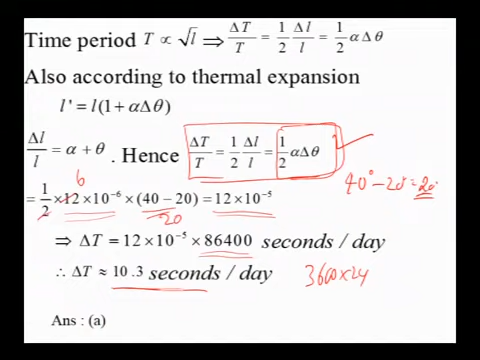 Time period T ∝ √l ⇒ ΔT/T = 1/2 Δl/l = 1/2 αΔθ
Also according to thermal expansion
l' = l(1 + αΔθ)
Δl/l = α + θ . Hence ΔT/T = 1/2 Δl/l = 1/2 αΔθ
6
40° − 20° = 20°
= 1/2 × 12 × 10⁻⁶ × (40 − 20) = 12 × 10⁻⁵
20
⇒ ΔT = 12 × 10⁻⁵ × 86400 seconds / day
∴ ΔT ≈ 10.3 seconds / day 3600×24
Ans : (a)